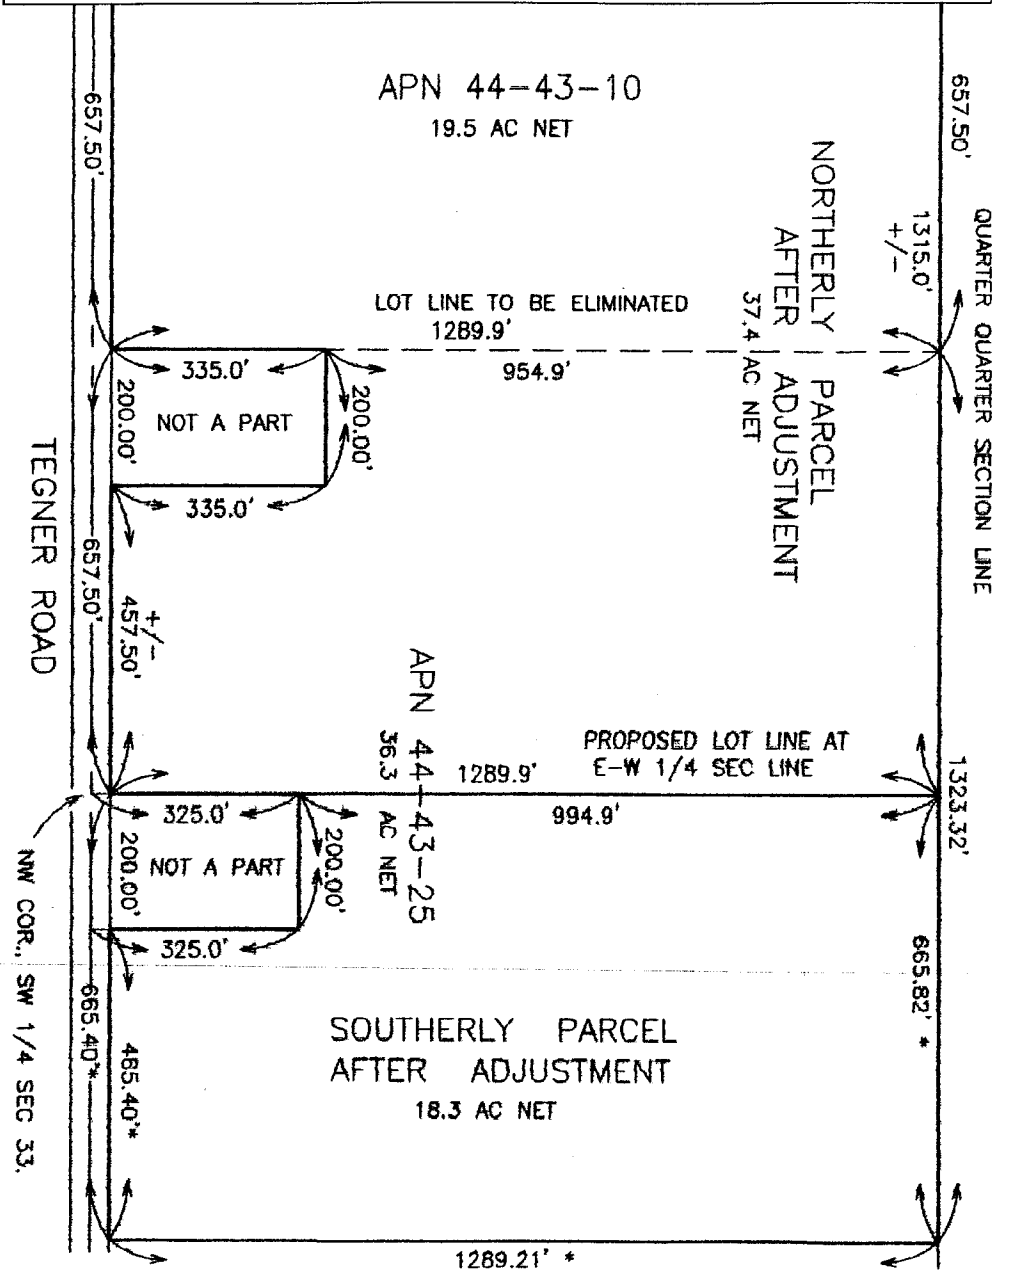 APN 44-43-10
19.5 AC NET
657.50'
657.50'
QUARTER QUARTER SECTION LINE
1315.0'
+/-
NORTHERLY PARCEL
AFTER ADJUSTMENT
37.4 AC NET
LOT LINE TO BE ELIMINATED
1289.9'
335.0'
954.9'
200.00'
NOT A PART
200.00'
335.0'
TEGNER ROAD
657.50'
+/-
457.50'
APN 44-43-25
36.3 AC NET
PROPOSED LOT LINE AT
E-W 1/4 SEC LINE
1289.9'
1323.32'
325.0'
994.9'
200.00'
NOT A PART
200.00'
325.0'
NW COR., SW 1/4 SEC 33.
665.82' *
665.40'*
465.40'*
SOUTHERLY PARCEL
AFTER ADJUSTMENT
18.3 AC NET
1289.21' *